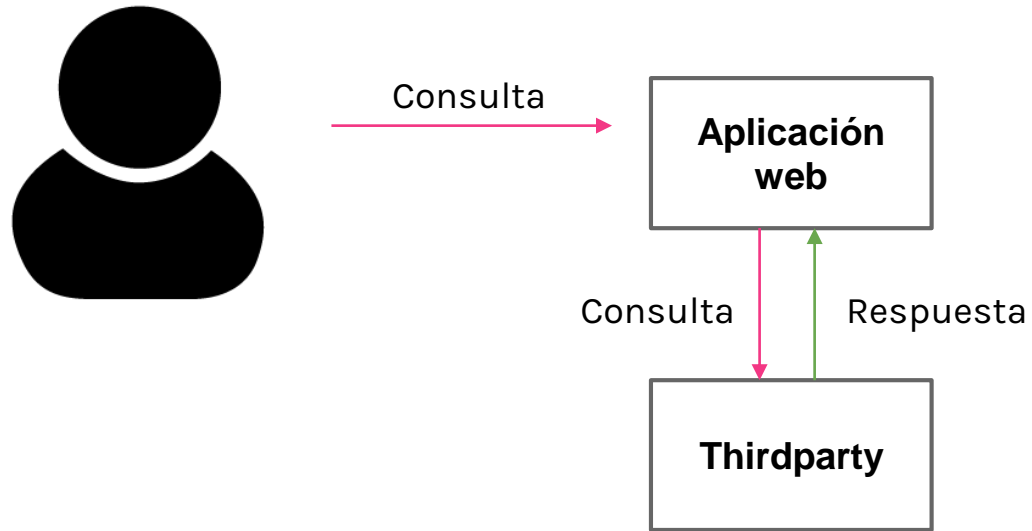 Consulta
Aplicación
web
Consulta
Respuesta
Thirdparty